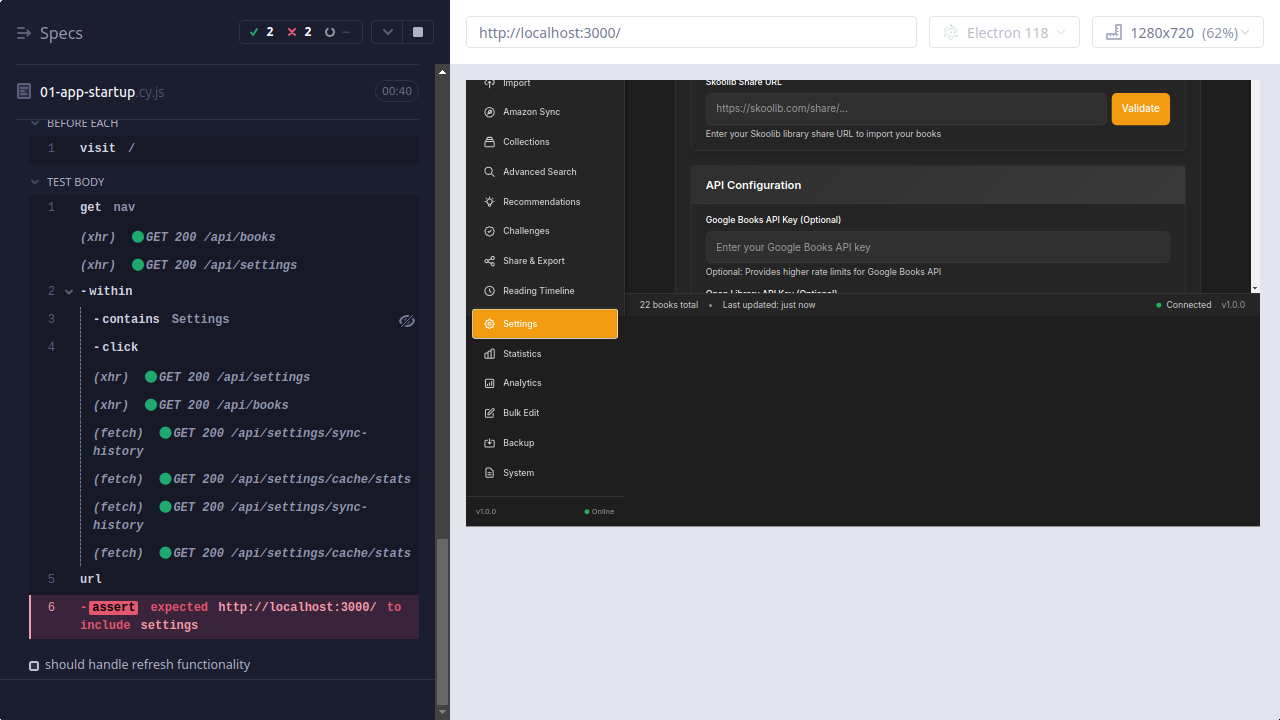 Specs
2
2
--
01-app-startup.cy.js
00:40
BEFORE EACH
1 visit /
TEST BODY
1 get nav
(xhr) GET 200 /api/books
(xhr) GET 200 /api/settings
2 -within
3 -contains Settings
4 -click
(xhr) GET 200 /api/settings
(xhr) GET 200 /api/books
(fetch) GET 200 /api/settings/sync-
history
(fetch) GET 200 /api/settings/cache/stats
(fetch) GET 200 /api/settings/sync-
history
(fetch) GET 200 /api/settings/cache/stats
5 url
6 -assert expected http://localhost:3000/ to
include settings
should handle refresh functionality
http://localhost:3000/
Electron 118
1280x720 (62%)
Import
Amazon Sync
Collections
Advanced Search
Recommendations
Challenges
Share & Export
Reading Timeline
Settings
Statistics
Analytics
Bulk Edit
Backup
System
v1.0.0
Online
Skoolib Share URL
https://skoolib.com/share/...
Validate
Enter your Skoolib library share URL to import your books
API Configuration
Google Books API Key (Optional)
Enter your Google Books API key
Optional: Provides higher rate limits for Google Books API
Open Library API Key (Optional)
22 books total • Last updated: just now
Connected v1.0.0